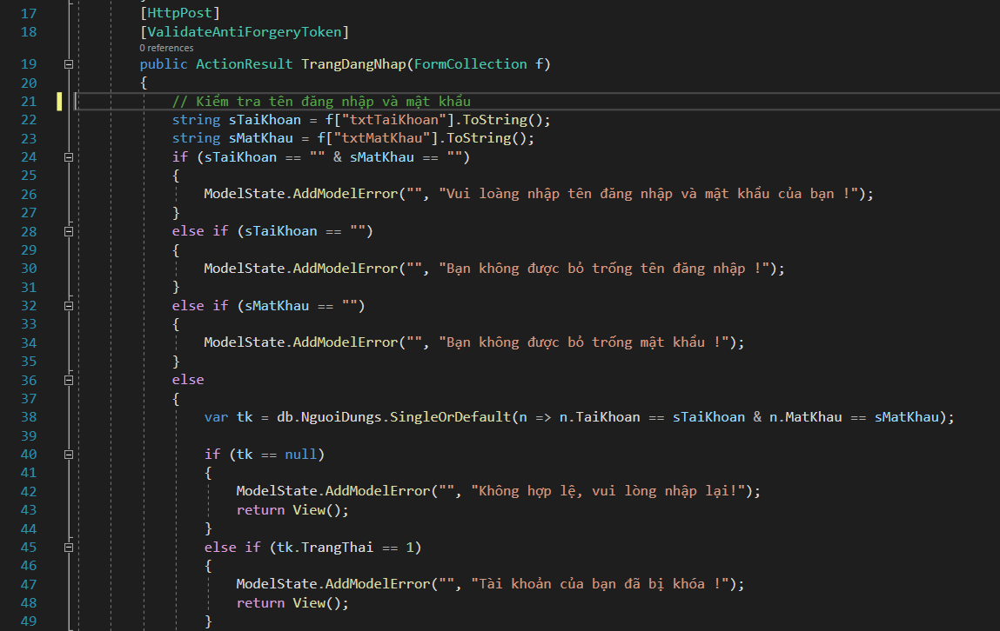 17 [HttpPost]
18 [ValidateAntiForgeryToken]
0 references
19 public ActionResult TrangDangNhap(FormCollection f)
20 {
21 // Kiểm tra tên đăng nhập và mật khẩu
22 string sTaiKhoan = f["txtTaiKhoan"].ToString();
23 string sMatKhau = f["txtMatKhau"].ToString();
24 if (sTaiKhoan == "" & sMatKhau == "")
25 {
26 ModelState.AddModelError("", "Vui loàng nhập tên đăng nhập và mật khẩu của bạn !");
27 }
28 else if (sTaiKhoan == "")
29 {
30 ModelState.AddModelError("", "Bạn không được bỏ trống tên đăng nhập !");
31 }
32 else if (sMatKhau == "")
33 {
34 ModelState.AddModelError("", "Bạn không được bỏ trống mật khẩu !");
35 }
36 else
37 {
38 var tk = db.NguoiDungs.SingleOrDefault(n => n.TaiKhoan == sTaiKhoan & n.MatKhau == sMatKhau);
39
40 if (tk == null)
41 {
42 ModelState.AddModelError("", "Không hợp lệ, vui lòng nhập lại!");
43 return View();
44 }
45 else if (tk.TrangThai == 1)
46 {
47 ModelState.AddModelError("", "Tài khoản của bạn đã bị khóa !");
48 return View();
49 }